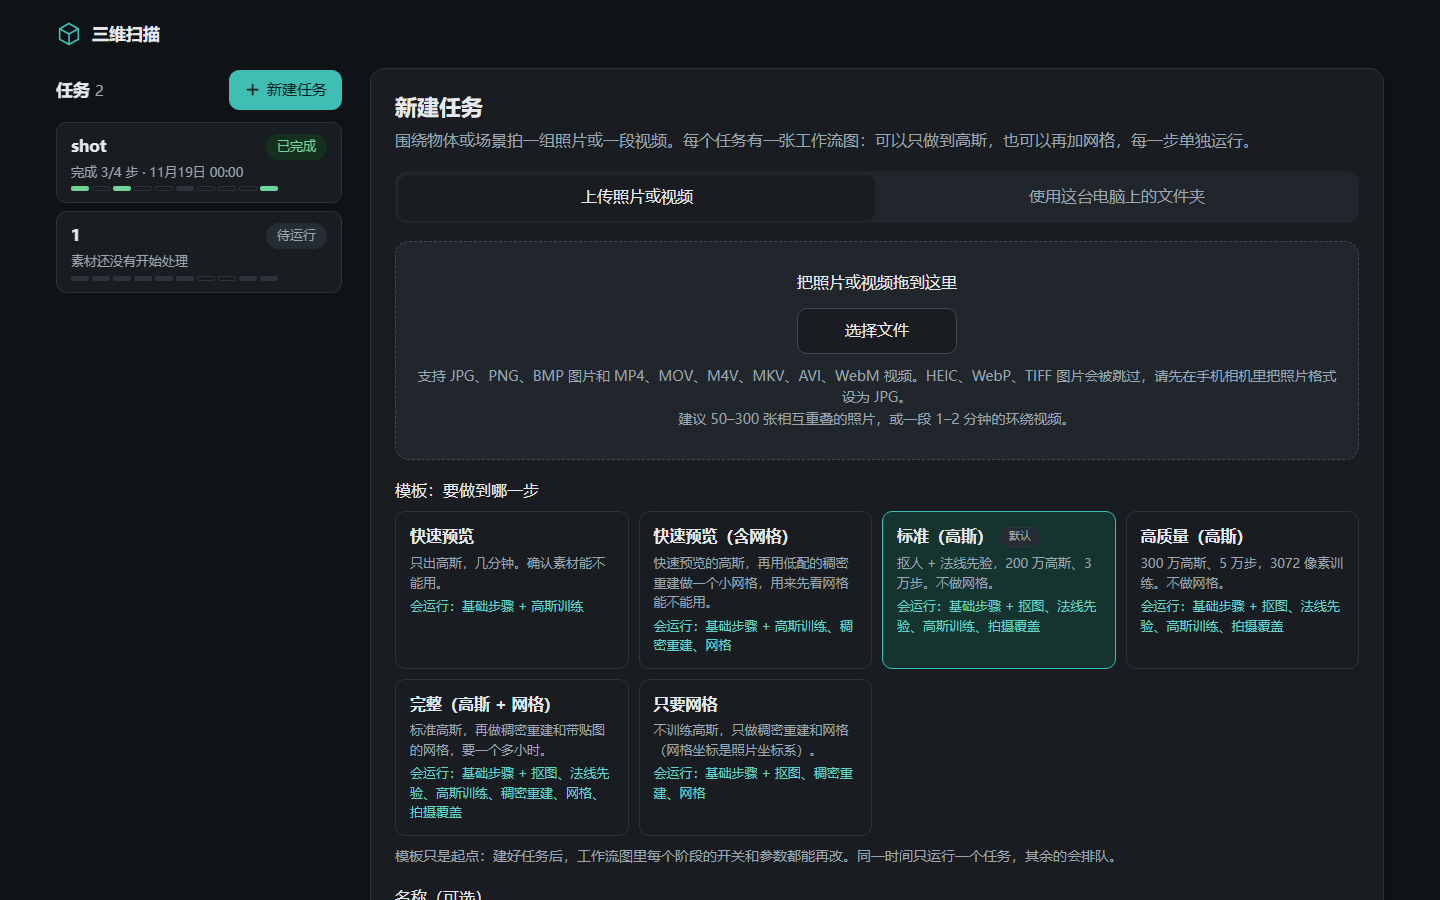 三维扫描
任务 2
+ 新建任务
shot
已完成
完成 3/4 步 · 11月19日 00:00
1
待运行
素材还没有开始处理
新建任务
围绕物体或场景拍一组照片或一段视频。每个任务有一张工作流图：可以只做到高斯，也可以再加网格，每一步单独运行。
上传照片或视频
使用这台电脑上的文件夹
把照片或视频拖到这里
选择文件
支持 JPG、PNG、BMP 图片和 MP4、MOV、M4V、MKV、AVI、WebM 视频。HEIC、WebP、TIFF 图片会被跳过，请先在手机相机里把照片格式
设为 JPG。
建议 50–300 张相互重叠的照片，或一段 1–2 分钟的环绕视频。
模板：要做到哪一步
快速预览
只出高斯，几分钟。确认素材能不
能用。
会运行：基础步骤 + 高斯训练
快速预览（含网格）
快速预览的高斯，再用低配的稠密
重建做一个小网格，用来先看网格
能不能用。
会运行：基础步骤 + 高斯训练、稠
密重建、网格
标准（高斯） 默认
抠人 + 法线先验，200 万高斯、3
万步。不做网格。
会运行：基础步骤 + 抠图、法线先
验、高斯训练、拍摄覆盖
高质量（高斯）
300 万高斯、5 万步，3072 像素训
练。不做网格。
会运行：基础步骤 + 抠图、法线先
验、高斯训练、拍摄覆盖
完整（高斯 + 网格）
标准高斯，再做稠密重建和带贴图
的网格，要一个多小时。
会运行：基础步骤 + 抠图、法线先
验、高斯训练、稠密重建、网格、
拍摄覆盖
只要网格
不训练高斯，只做稠密重建和网格
（网格坐标是照片坐标系）。
会运行：基础步骤 + 抠图、稠密重
建、网格
模板只是起点：建好任务后，工作流图里每个阶段的开关和参数都能再改。同一时间只运行一个任务，其余的会排队。
名称（可选）